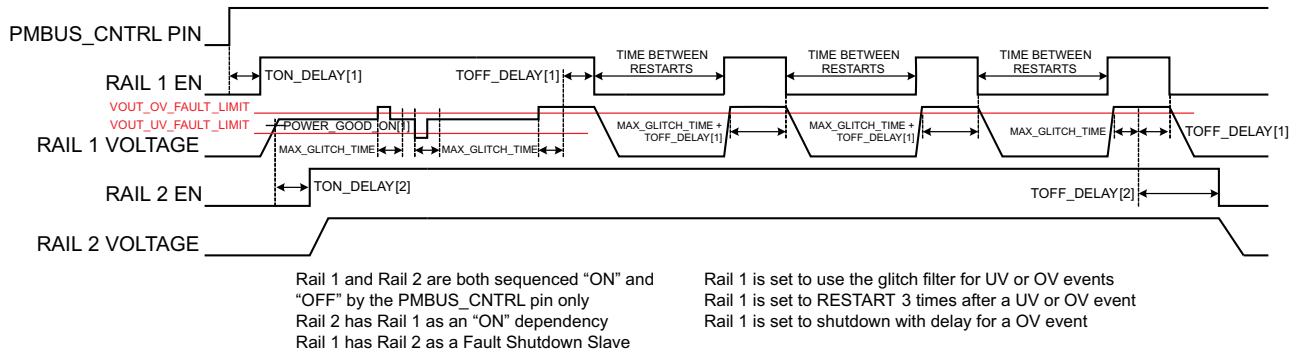 PMBUS_CNTRL PIN
TON_DELAY[1]
TOFF_DELAY[1]
TIME BETWEEN
RESTARTS
TIME BETWEEN
RESTARTS
TIME BETWEEN
RESTARTS
RAIL 1 EN
VOUT_OV_FAULT_LIMIT
VOUT_UV_FAULT_LIMIT
POWER_GOOD_ON[1]
RAIL 1 VOLTAGE
MAX_GLITCH_TIME
MAX_GLITCH_TIME
MAX_GLITCH_TIME +
TOFF_DELAY[1]
MAX_GLITCH_TIME +
TOFF_DELAY[1]
MAX_GLITCH_TIME
TOFF_DELAY[1]
RAIL 2 EN
TON_DELAY[2]
TOFF_DELAY[2]
RAIL 2 VOLTAGE
Rail 1 and Rail 2 are both sequenced “ON” and
“OFF” by the PMBUS_CNTRL pin only
Rail 2 has Rail 1 as an “ON” dependency
Rail 1 has Rail 2 as a Fault Shutdown Slave
Rail 1 is set to use the glitch filter for UV or OV events
Rail 1 is set to RESTART 3 times after a UV or OV event
Rail 1 is set to shutdown with delay for a OV event